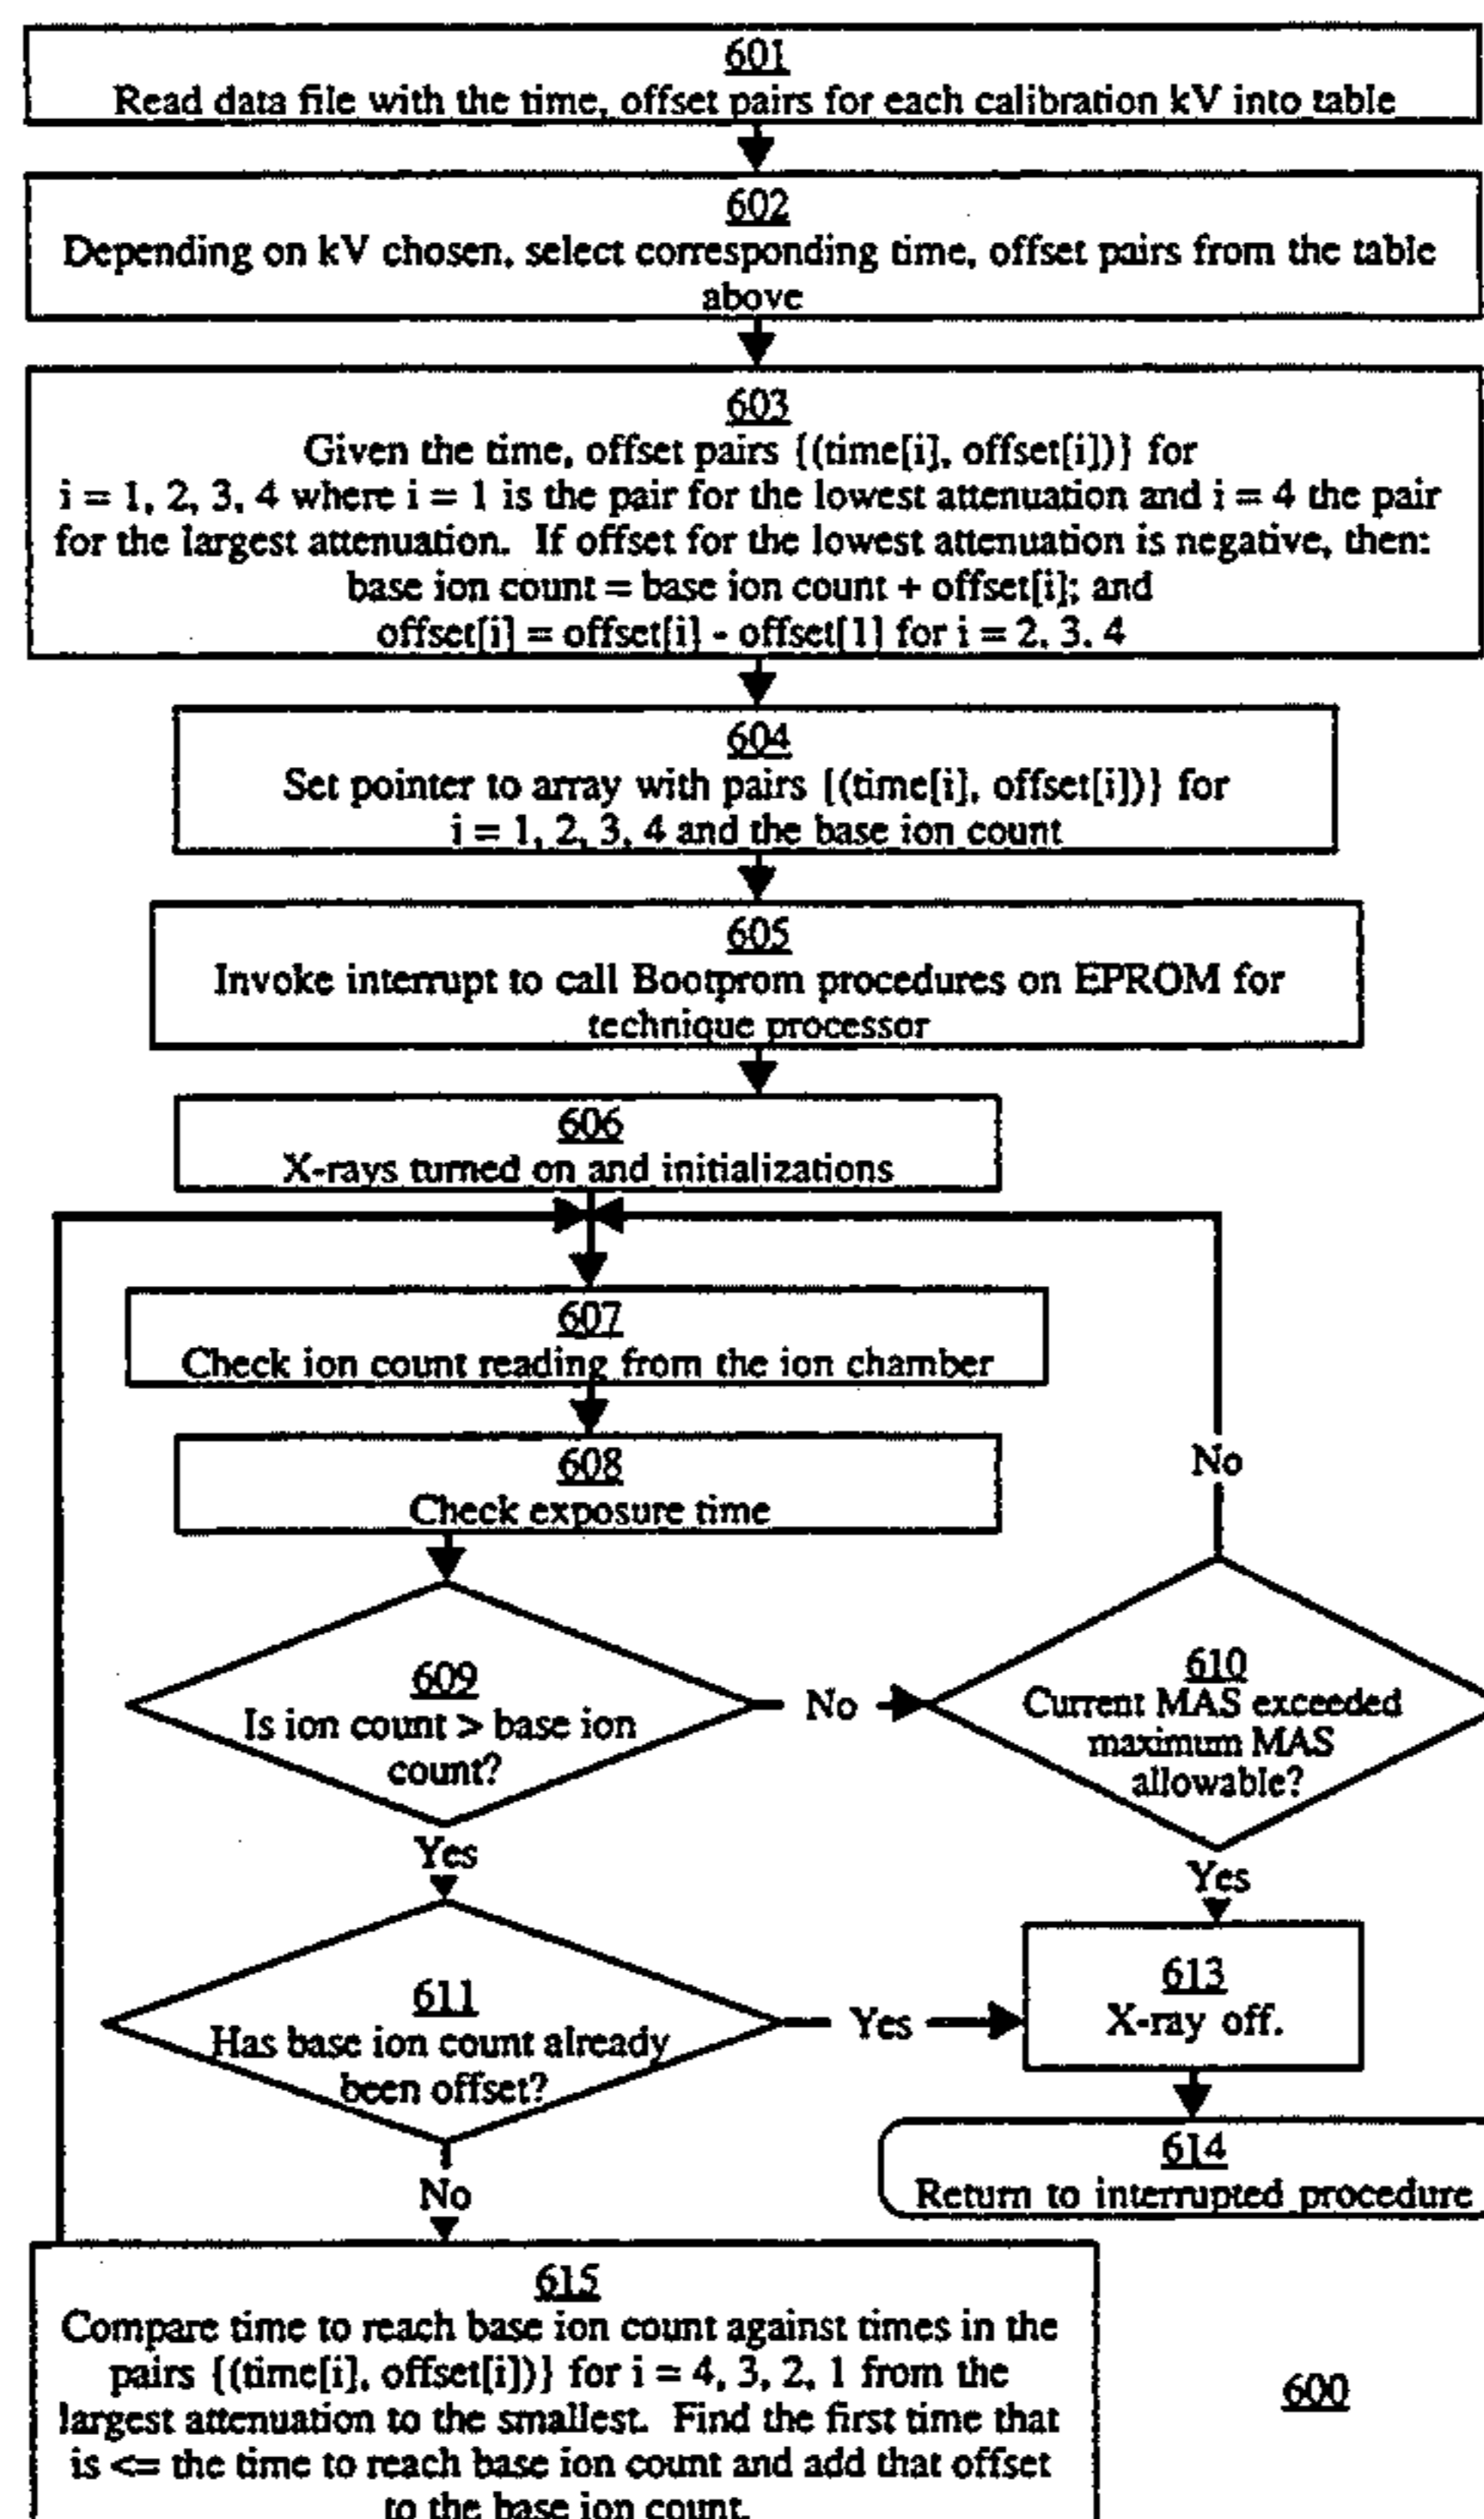 601
Read data file with the time, offset pairs for each calibration kV into table
602
Depending on kV chosen, select corresponding time, offset pairs from the table
above
603
Given the time, offset pairs {(time[i], offset[i])} for
i = 1, 2, 3, 4 where i = 1 is the pair for the lowest attenuation and i = 4 the pair
for the largest attenuation. If offset for the lowest attenuation is negative, then:
base ion count = base ion count + offset[i]; and
offset[i] = offset[i] - offset[1] for i = 2, 3, 4
604
Set pointer to array with pairs {(time[i], offset[i])} for
i = 1, 2, 3, 4 and the base ion count
605
Invoke interrupt to call Bootprom procedures on EPROM for
technique processor
606
X-rays turned on and initializations
607
Check ion count reading from the ion chamber
608
Check exposure time
No
609
Is ion count > base ion
count?
No
610
Current MAS exceeded
maximum MAS
allowable?
Yes
Yes
611
Has base ion count already
been offset?
Yes
613
X-ray off.
614
Return to interrupted procedure
No
615
Compare time to reach base ion count against times in the
pairs {(time[i], offset[i])} for i = 4, 3, 2, 1 from the
largest attenuation to the smallest. Find the first time that
is <= the time to reach base ion count and add that offset
to the base ion count.
600